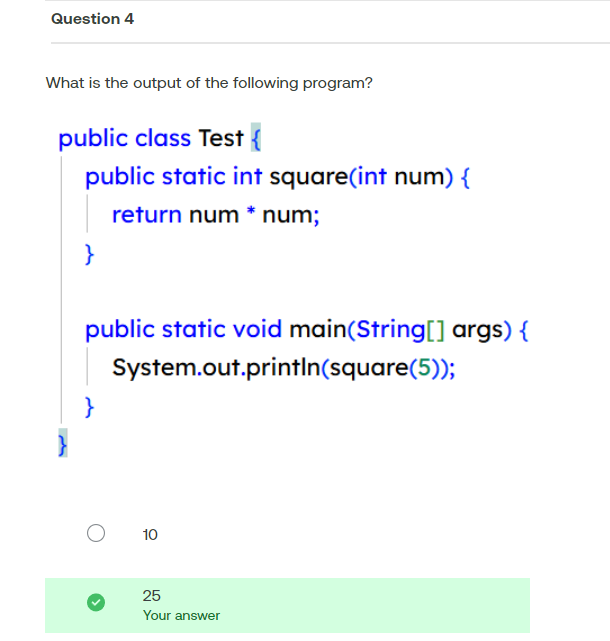 Question 4
What is the output of the following program?
public class Test {
public static int square(int num) {
return num * num;
}
public static void main(String[] args) {
System.out.println(square(5));
}
}
10
25
Your answer